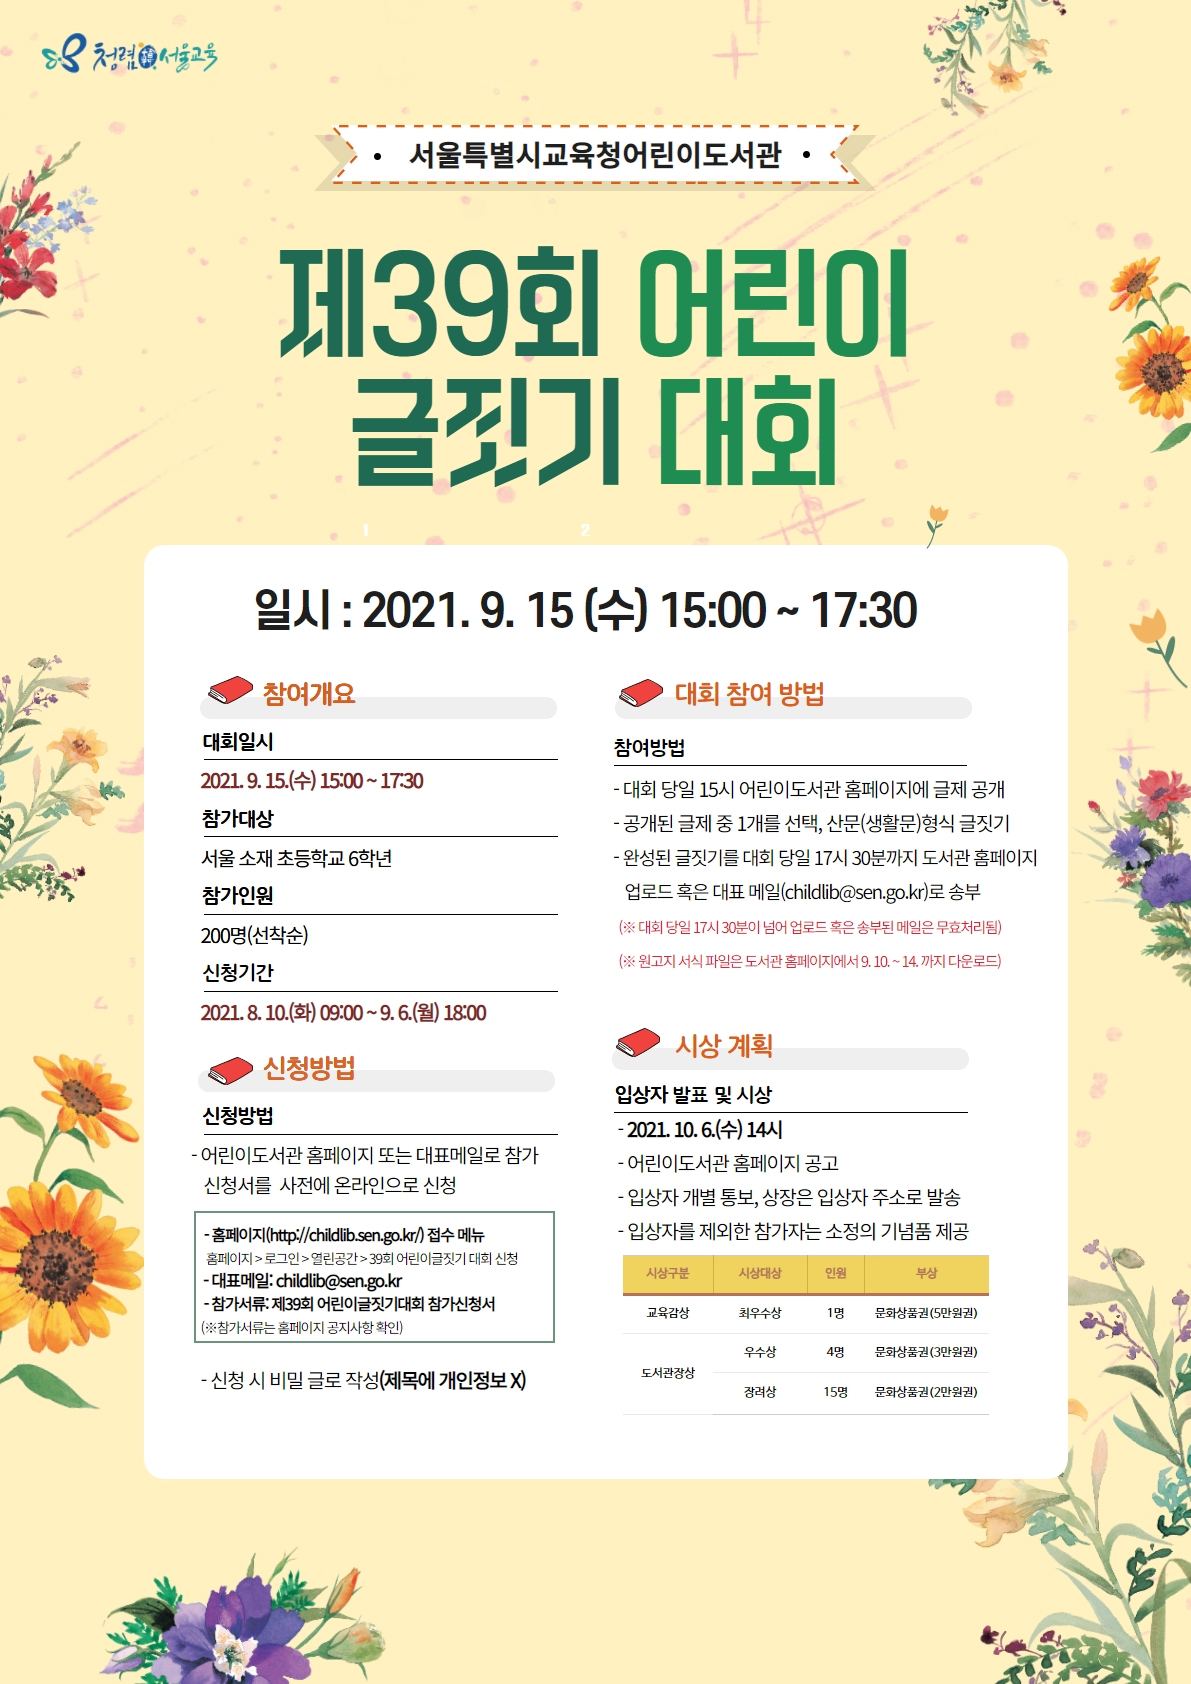 청렴 서울교육
서울특별시교육청어린이도서관
제39회 어린이
글짓기 대회
1 2
일시 : 2021. 9. 15 (수) 15:00 ~ 17:30
참여개요
대회일시
2021. 9. 15.(수) 15:00 ~ 17:30
참가대상
서울 소재 초등학교 6학년
참가인원
200명(선착순)
신청기간
2021. 8. 10.(화) 09:00 ~ 9. 6.(월) 18:00
신청방법
신청방법
- 어린이도서관 홈페이지 또는 대표메일로 참가
신청서를 사전에 온라인으로 신청
- 홈페이지(http://childlib.sen.go.kr/) 접수 메뉴
홈페이지 > 로그인 > 열린공간 > 39회 어린이글짓기 대회 신청
- 대표메일: childlib@sen.go.kr
- 참가서류: 제39회 어린이글짓기대회 참가신청서
(※참가서류는 홈페이지 공지사항 확인)
- 신청 시 비밀 글로 작성(제목에 개인정보 X)
대회 참여 방법
참여방법
- 대회 당일 15시 어린이도서관 홈페이지에 글제 공개
- 공개된 글제 중 1개를 선택, 산문(생활문)형식 글짓기
- 완성된 글짓기를 대회 당일 17시 30분까지 도서관 홈페이지
업로드 혹은 대표 메일(childlib@sen.go.kr)로 송부
(※ 대회 당일 17시 30분이 넘어 업로드 혹은 송부된 메일은 무효처리됨)
(※ 원고지 서식 파일은 도서관 홈페이지에서 9. 10. ~ 14. 까지 다운로드)
시상 계획
입상자 발표 및 시상
- 2021. 10. 6.(수) 14시
- 어린이도서관 홈페이지 공고
- 입상자 개별 통보, 상장은 입상자 주소로 발송
- 입상자를 제외한 참가자는 소정의 기념품 제공
시상구분 시상대상 인원 부상
교육감상 최우수상 1명 문화상품권(5만원권)
도서관장상 우수상 4명 문화상품권(3만원권)
장려상 15명 문화상품권(2만원권)